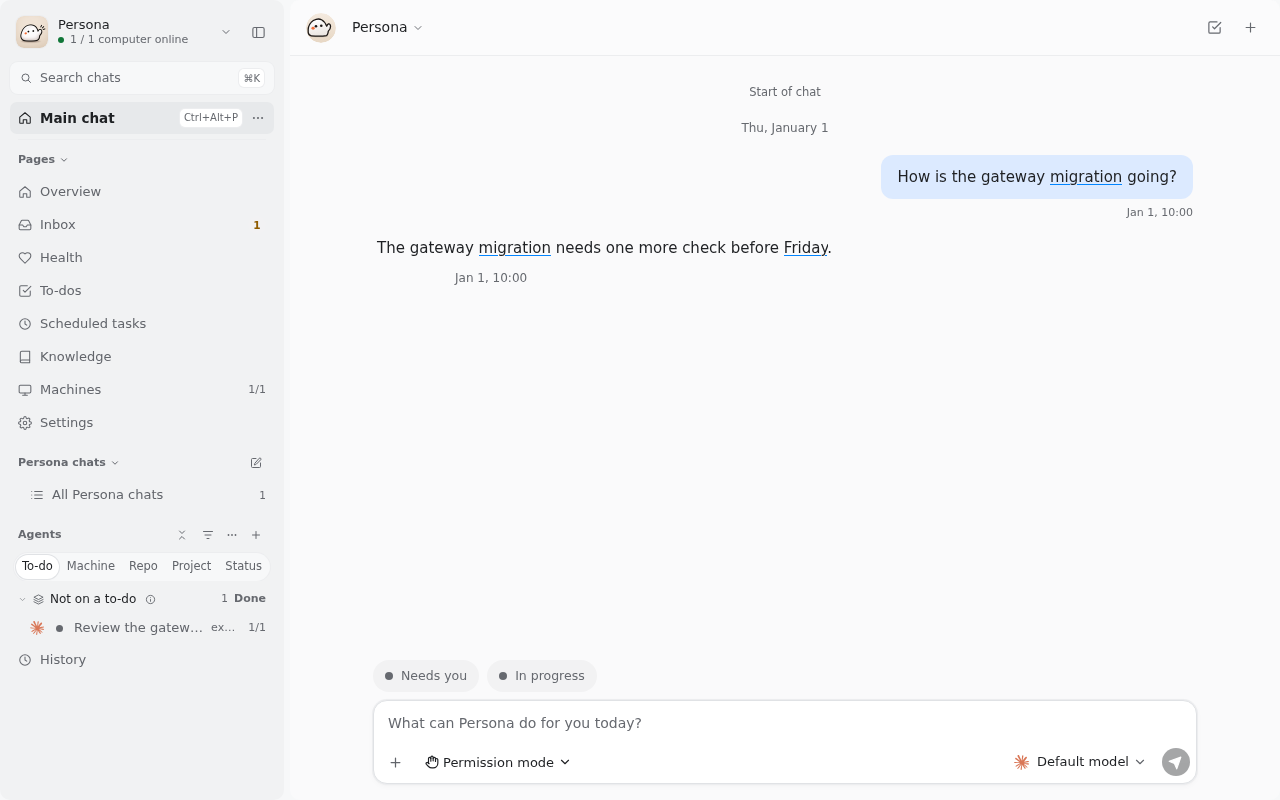 Persona
1 / 1 computer online
Search chats
⌘K
Main chat
Ctrl+Alt+P
Pages
Overview
Inbox
1
Health
To-dos
Scheduled tasks
Knowledge
Machines
1/1
Settings
Persona chats
All Persona chats
1
Agents
To-do
Machine
Repo
Project
Status
Not on a to-do
1 Done
Review the gatew…
ex…
1/1
History
Persona
Start of chat
Thu, January 1
How is the gateway migration going?
Jan 1, 10:00
The gateway migration needs one more check before Friday.
Jan 1, 10:00
Needs you
In progress
What can Persona do for you today?
Permission mode
Default model